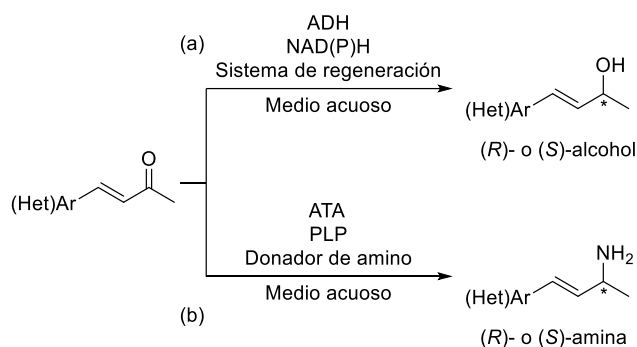 (a)
ADH
NAD(P)H
Sistema de regeneración
Medio acuoso
OH
(Het)Ar
*
(R)- o (S)-alcohol
O
(Het)Ar
ATA
PLP
Donador de amino
Medio acuoso
(b)
NH2
(Het)Ar
*
(R)- o (S)-amina